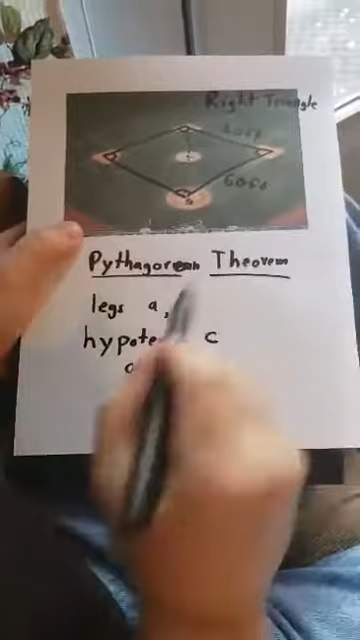 Right Triangle
60ft
60ft
Pythagorean Theorem
legs a,
hypote c